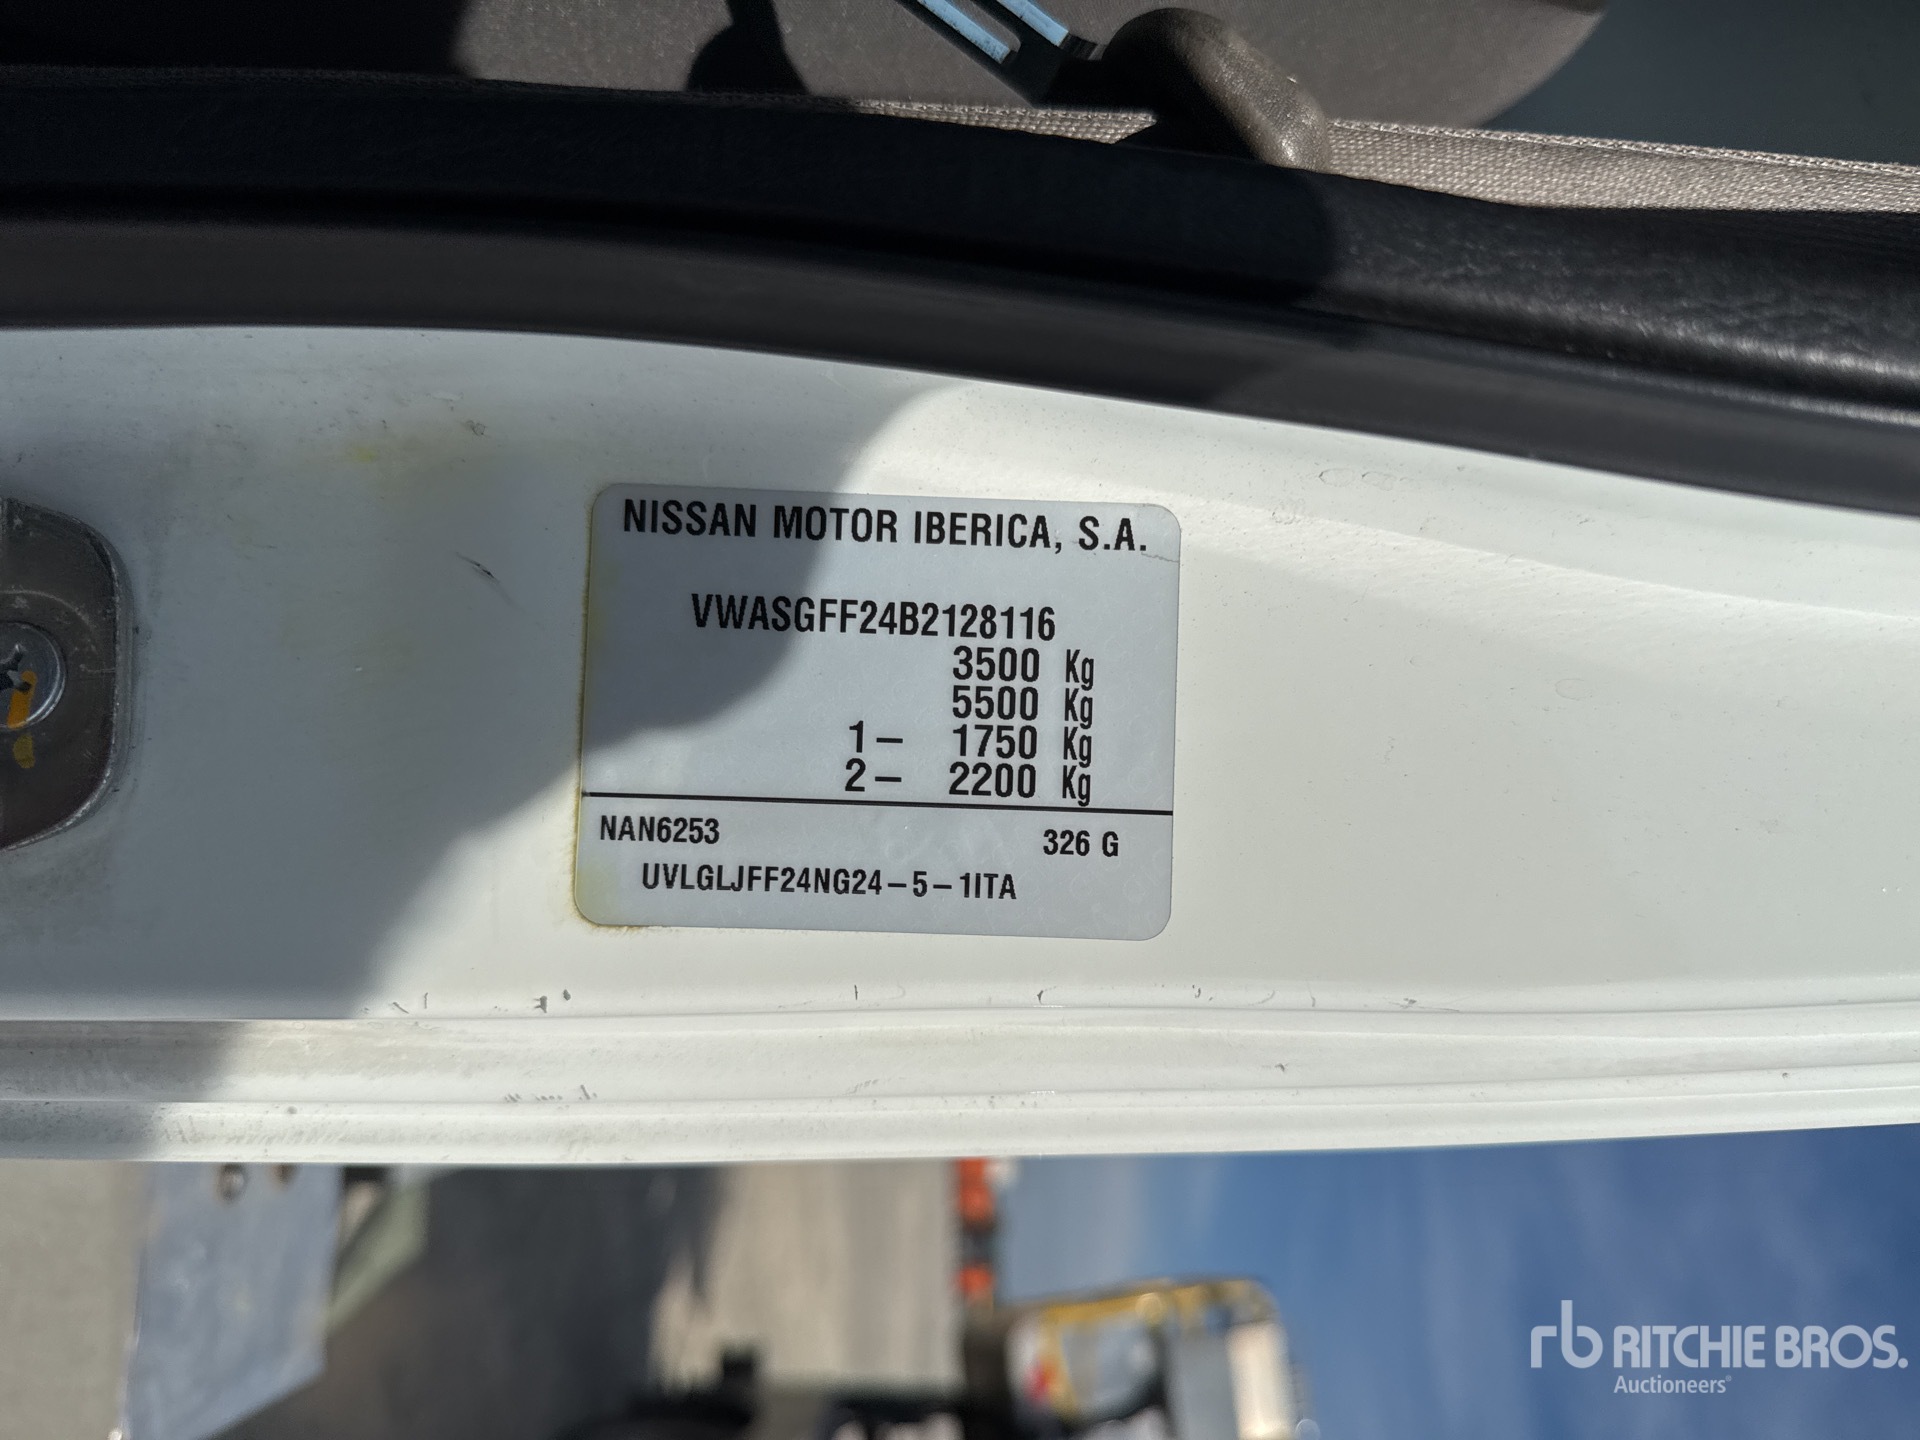 NISSAN MOTOR IBERICA, S.A.
VWASGFF24B2128116
3500 Kg
5500 Kg
1– 1750 Kg
2– 2200 Kg
NAN6253 326 G
UVLGLJFF24NG24–5–1ITA
rb RITCHIE BROS.
Auctioneers